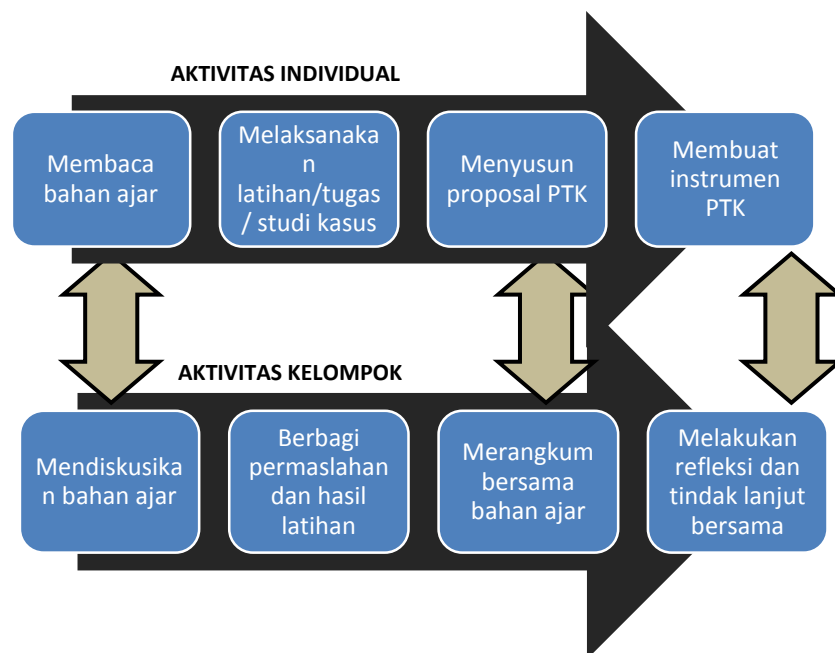 AKTIVITAS INDIVIDUAL
Membaca
bahan ajar
Melaksanaka
n
latihan/tugas
/ studi kasus
Menyusun
proposal PTK
Membuat
instrumen
PTK
AKTIVITAS KELOMPOK
Mendiskusika
n bahan ajar
Berbagi
permaslahan
dan hasil
latihan
Merangkum
bersama
bahan ajar
Melakukan
refleksi dan
tindak lanjut
bersama